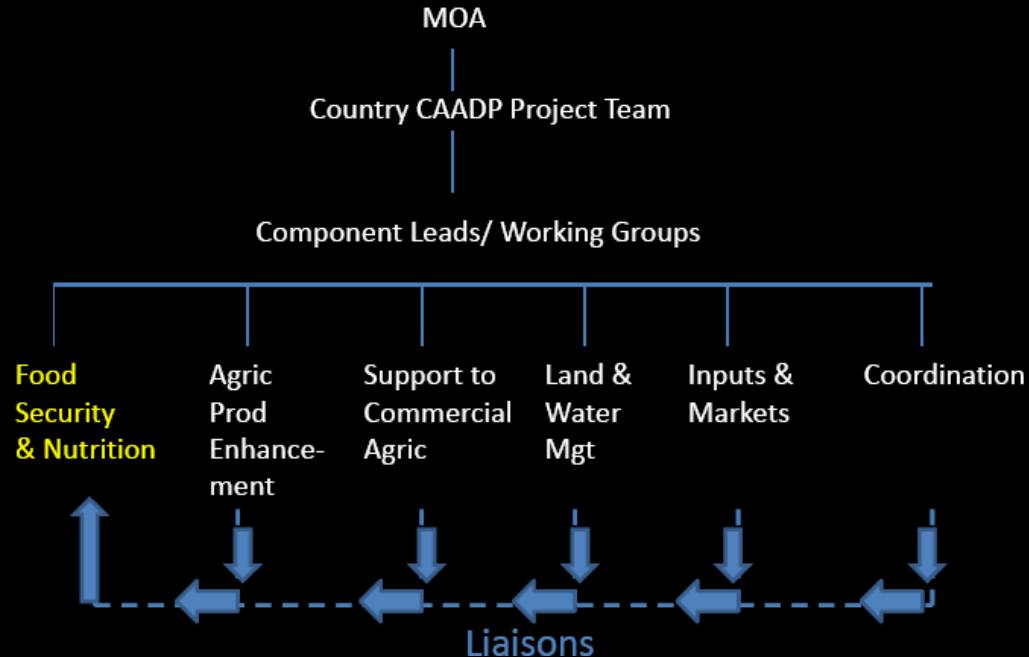 MOA
Country CAADP Project Team
Component Leads/ Working Groups
Food
Security
& Nutrition
Agric
Prod
Enhance-
ment
Support to
Commercial
Agric
Land &
Water
Mgt
Inputs &
Markets
Coordination
Liaisons